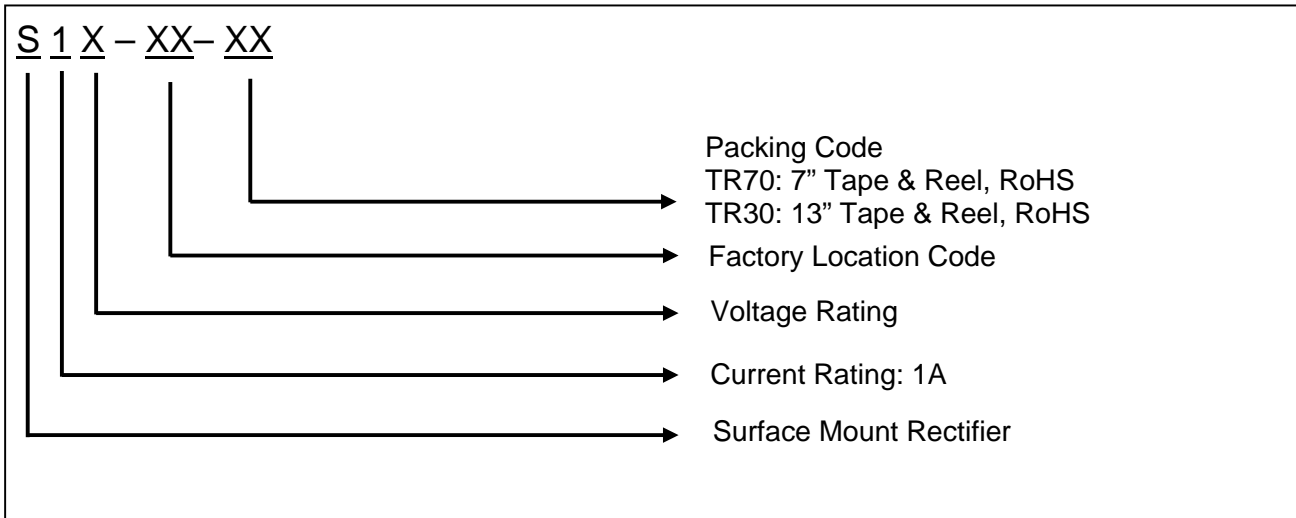 S 1 X – XX– XX
Packing Code
TR70: 7” Tape & Reel, RoHS
TR30: 13” Tape & Reel, RoHS
Factory Location Code
Voltage Rating
Current Rating: 1A
Surface Mount Rectifier